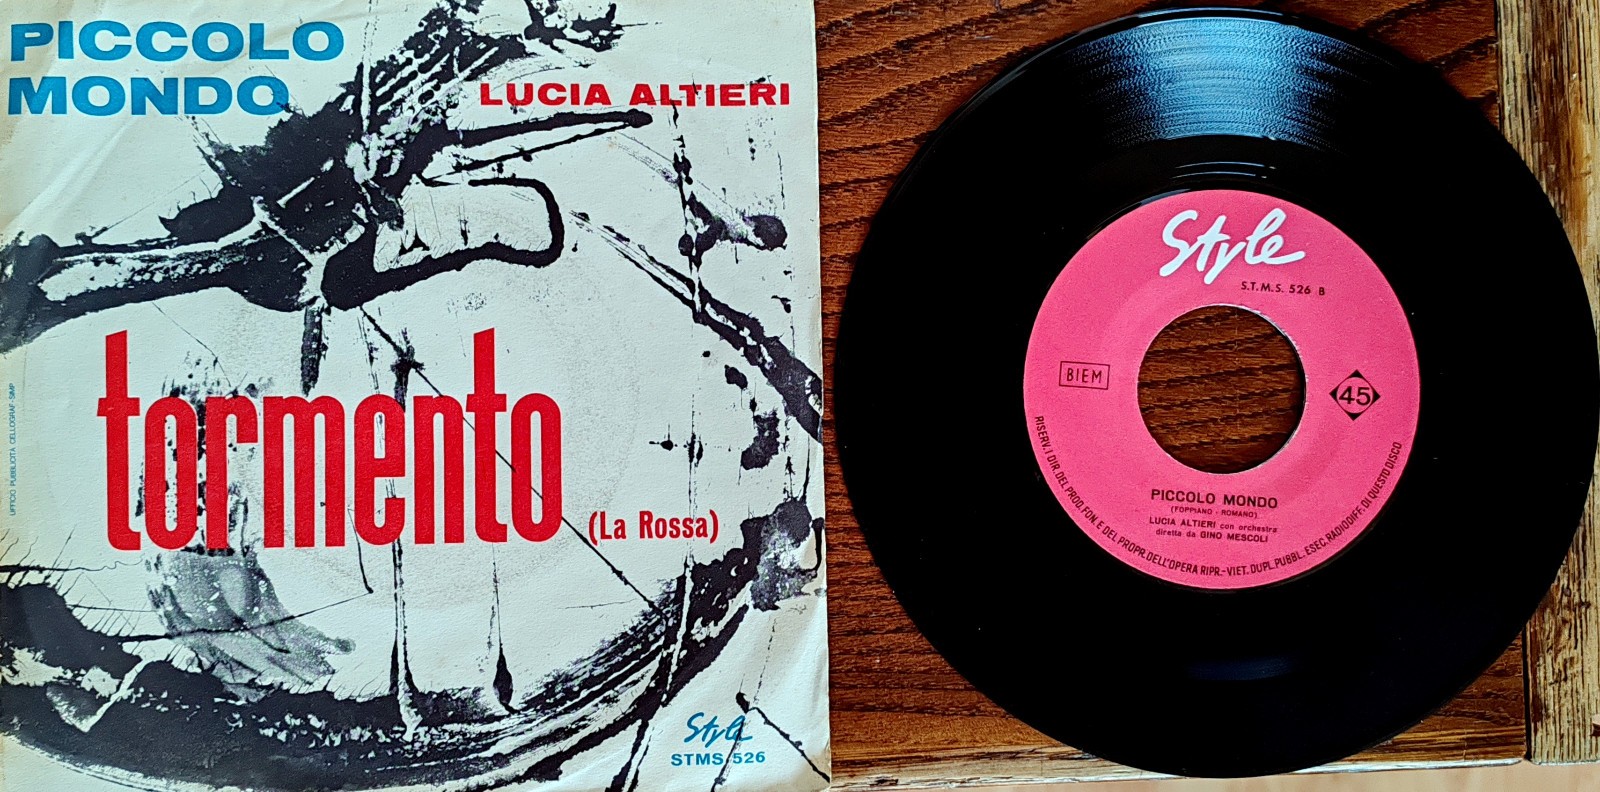 PICCOLO
MONDO
LUCIA ALTIERI
tormento
(La Rossa)
UFFICIO PUBBLICITÀ CELLOGRAF-SIMP
Style
STMS 526
Style
S.T.M.S. 526 B
BIEM
45
PICCOLO MONDO
(FOPPIANO - ROMANO)
LUCIA ALTIERI con orchestra
diretta da GINO MESCOLI
RISERV. I DIR. DEL PROD. FON. E DEL PROPR. DELL'OPERA RIPR.- VIET. DUPL. PUBBL. ESEC. RADIODIFF. DI QUESTO DISCO